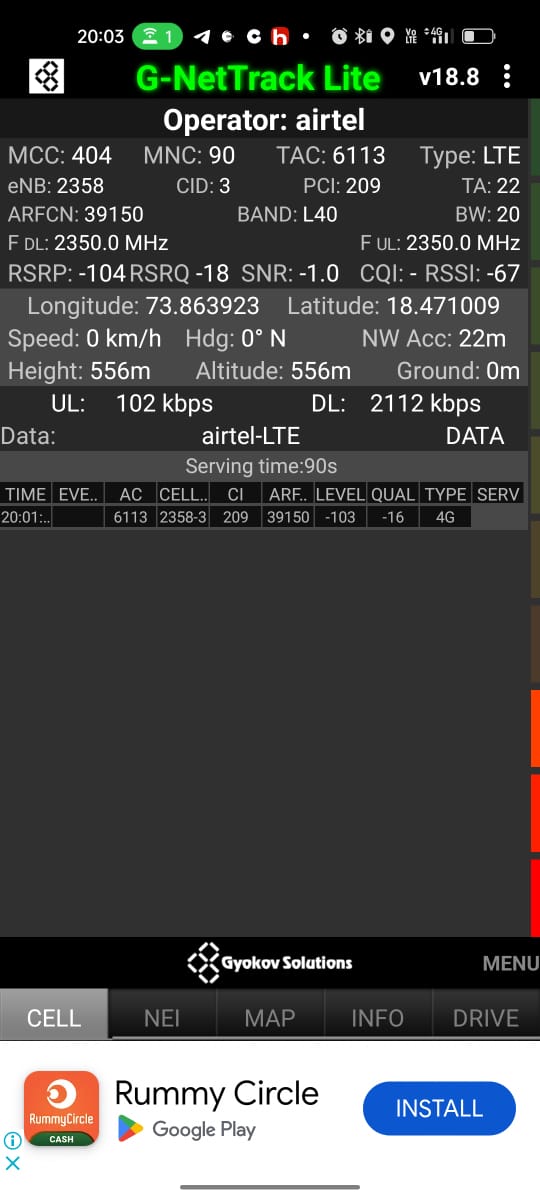 20:03 1 VO LTE 4G
G-NetTrack Lite v18.8
Operator: airtel
MCC: 404 MNC: 90 TAC: 6113 Type: LTE
eNB: 2358 CID: 3 PCI: 209 TA: 22
ARFCN: 39150 BAND: L40 BW: 20
F DL: 2350.0 MHz F UL: 2350.0 MHz
RSRP: -104 RSRQ -18 SNR: -1.0 CQI: - RSSI: -67
Longitude: 73.863923 Latitude: 18.471009
Speed: 0 km/h Hdg: 0° N NW Acc: 22m
Height: 556m Altitude: 556m Ground: 0m
UL: 102 kbps DL: 2112 kbps
Data: airtel-LTE DATA
Serving time:90s
TIME EVE.. AC CELL.. CI ARF.. LEVEL QUAL TYPE SERV
20:01:.. 6113 2358-3 209 39150 -103 -16 4G
Gyokov Solutions MENU
CELL NEI MAP INFO DRIVE
Rummy Circle
Google Play
INSTALL
RummyCircle
CASH